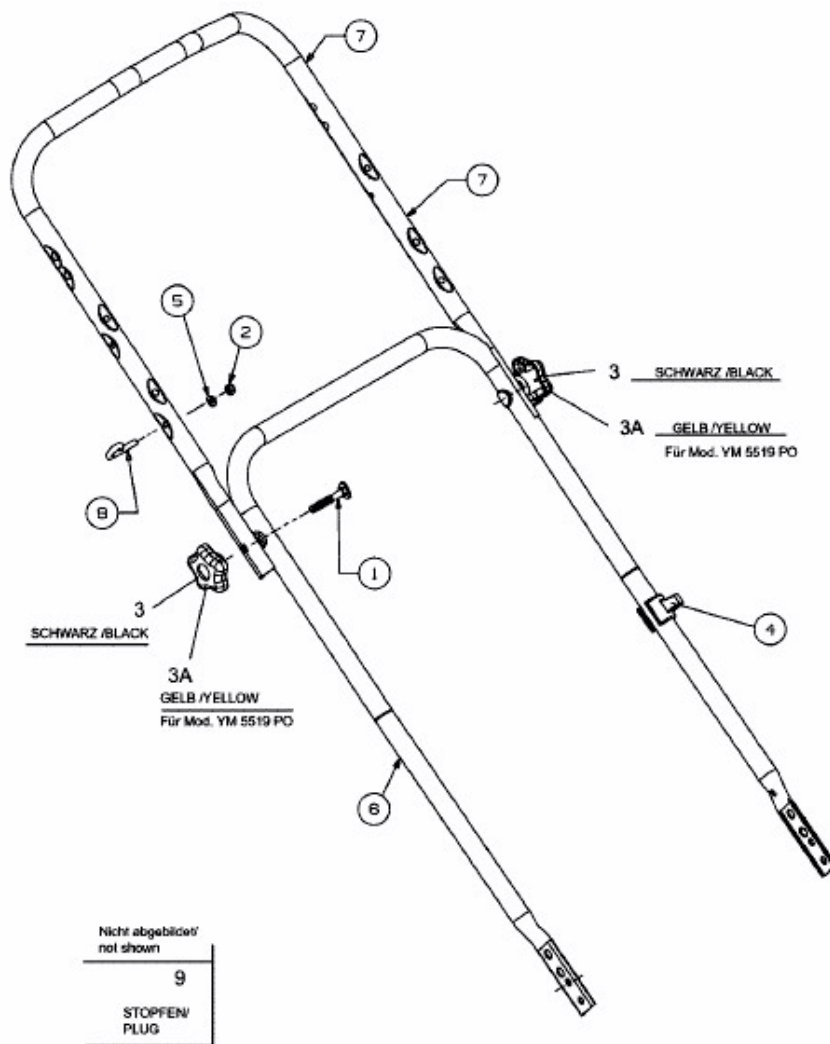 7
7
5
2
3 SCHWARZ /BLACK
3A GELB /YELLOW
Für Mod. YM 5519 PO
8
1
3
SCHWARZ /BLACK
4
3A
GELB /YELLOW
Für Mod. YM 5519 PO
6
Nicht abgebildet/
not shown
9
STOPFEN/
PLUG